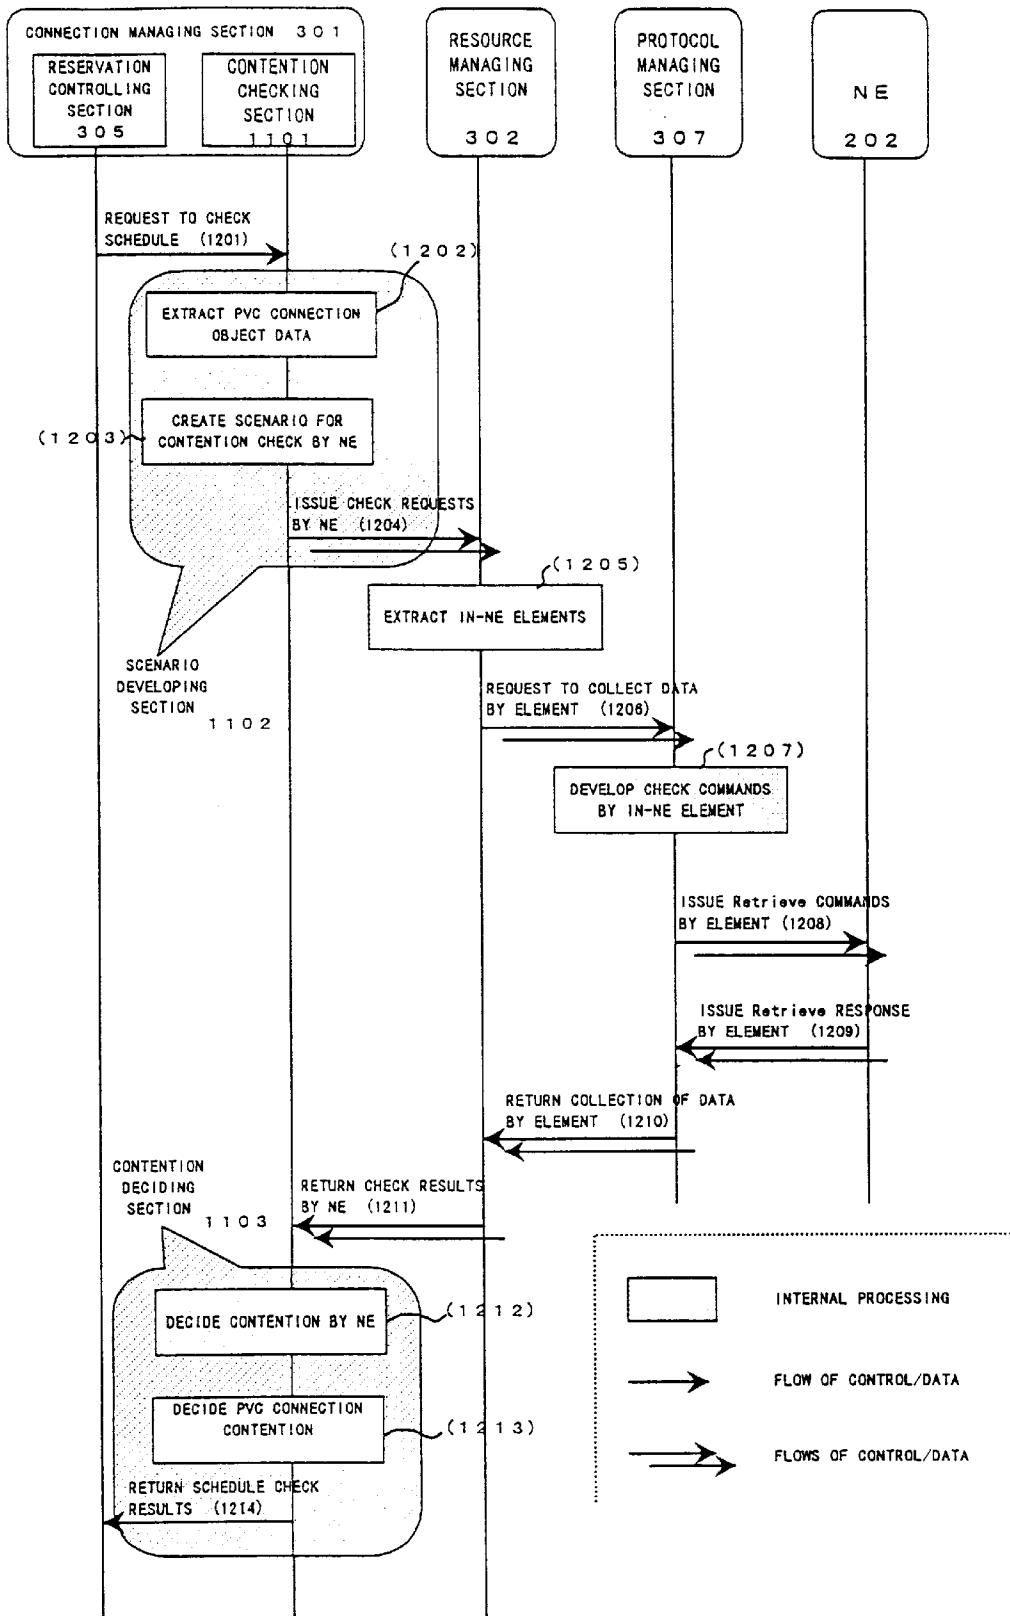 CONNECTION MANAGING SECTION 301
RESERVATION
CONTROLLING
SECTION
305
CONTENTION
CHECKING
SECTION
1101
RESOURCE
MANAGING
SECTION
302
PROTOCOL
MANAGING
SECTION
307
NE
202
REQUEST TO CHECK
SCHEDULE (1201)
(1202)
EXTRACT PVC CONNECTION
OBJECT DATA
CREATE SCENARIO FOR
CONTENTION CHECK BY NE
(1203)
ISSUE CHECK REQUESTS
BY NE (1204)
(1205)
EXTRACT IN-NE ELEMENTS
SCENARIO
DEVELOPING
SECTION
1102
REQUEST TO COLLECT DATA
BY ELEMENT (1206)
(1207)
DEVELOP CHECK COMMANDS
BY IN-NE ELEMENT
ISSUE Retrieve COMMANDS
BY ELEMENT (1208)
ISSUE Retrieve RESPONSE
BY ELEMENT (1209)
RETURN COLLECTION OF DATA
BY ELEMENT (1210)
CONTENTION
DECIDING
SECTION
1103
RETURN CHECK RESULTS
BY NE (1211)
DECIDE CONTENTION BY NE
(1212)
DECIDE PVC CONNECTION
CONTENTION
(1213)
RETURN SCHEDULE CHECK
RESULTS (1214)
INTERNAL PROCESSING
FLOW OF CONTROL/DATA
FLOWS OF CONTROL/DATA